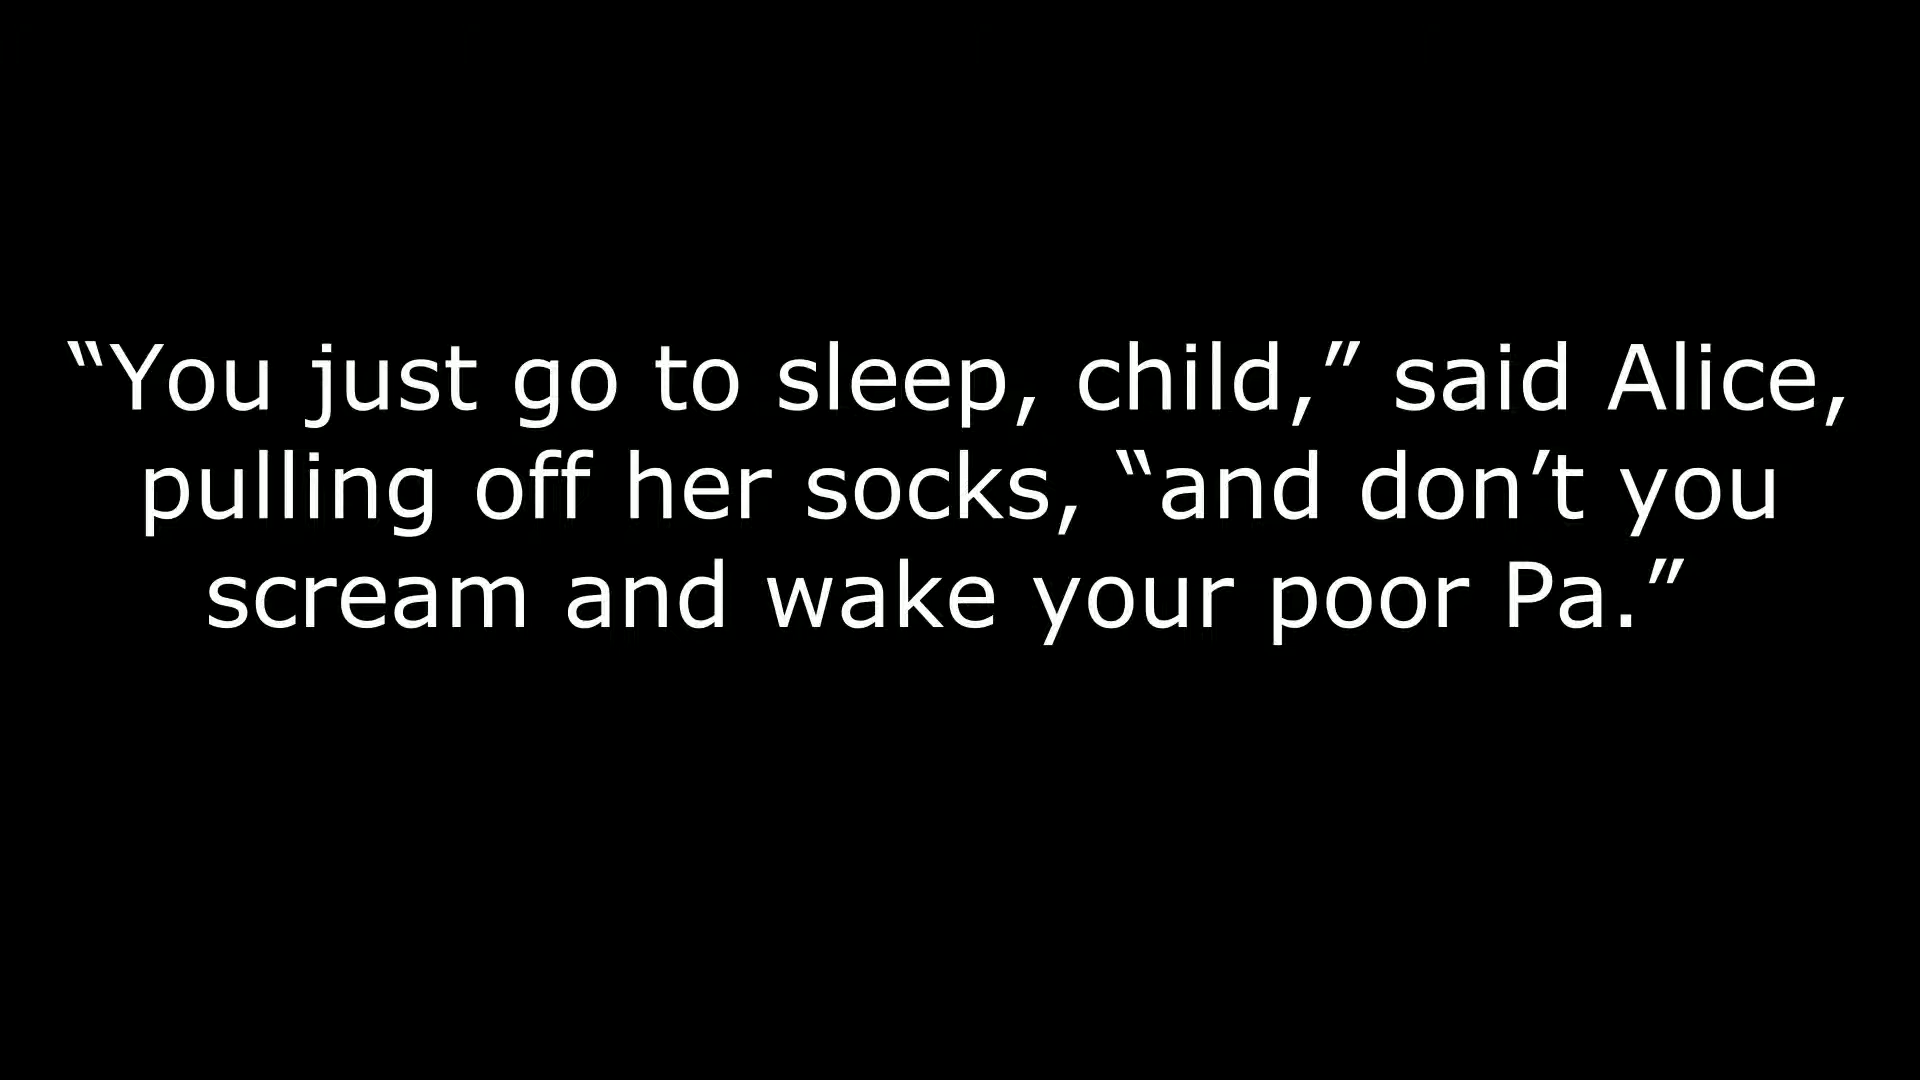 “You just go to sleep, child,” said Alice,
pulling off her socks, “and don’t you
scream and wake your poor Pa.”